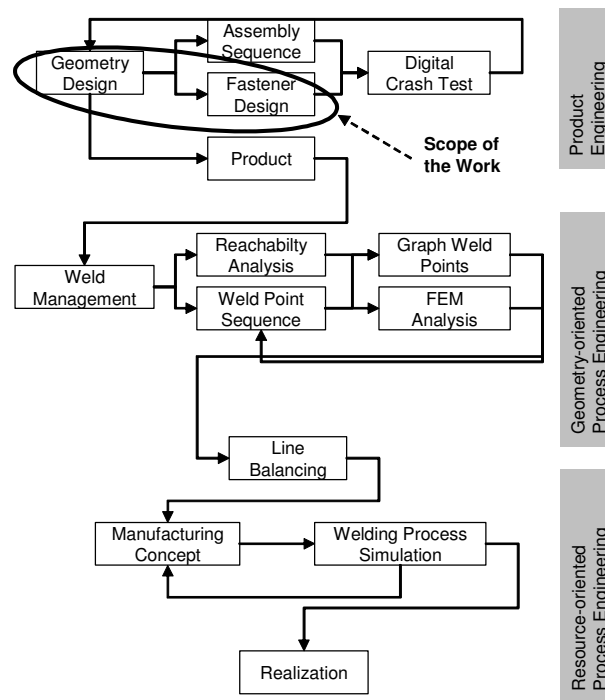 Assembly
Sequence
Geometry
Design
Fastener
Design
Digital
Crash Test
Scope of
the Work
Product
Product
Engineering
Weld
Management
Reachabilty
Analysis
Weld Point
Sequence
Graph Weld
Points
FEM
Analysis
Geometry-oriented
Process Engineering
Line
Balancing
Manufacturing
Concept
Welding Process
Simulation
Realization
Resource-oriented
Process Engineering